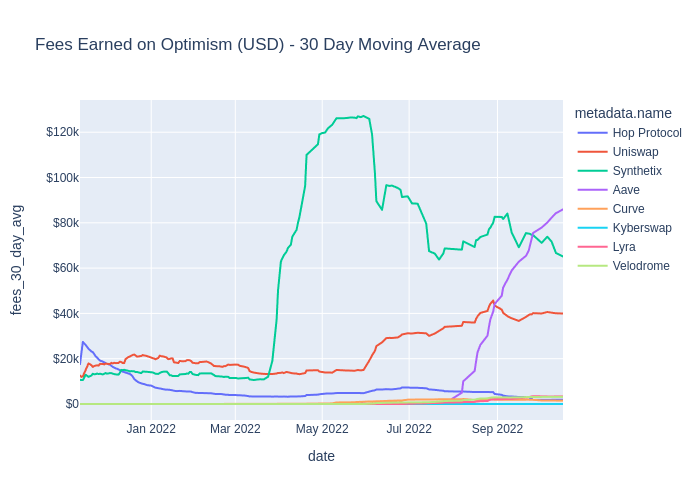 Fees Earned on Optimism (USD) - 30 Day Moving Average
metadata.name
Hop Protocol
Uniswap
Synthetix
Aave
Curve
Kyberswap
Lyra
Velodrome
fees_30_day_avg
$120k
$100k
$80k
$60k
$40k
$20k
$0
Jan 2022 Mar 2022 May 2022 Jul 2022 Sep 2022
date